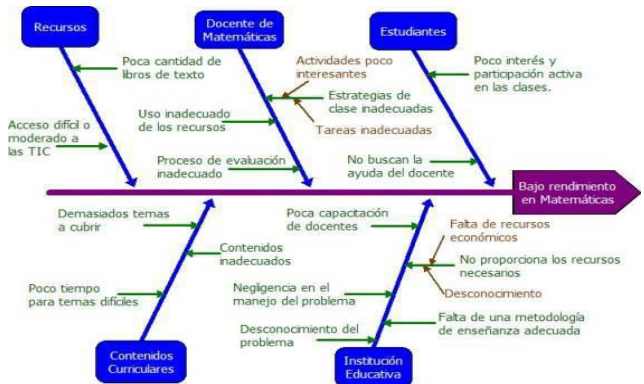 Recursos
Docente de
Matemáticas
Estudiantes
Poca cantidad de
libros de texto
Actividades poco
interesantes
Poco interés y
participación activa
en las clases.
Estrategias de
clase inadecuadas
Uso inadecuado
de los recursos
Tareas inadecuadas
Acceso difícil o
moderado a
las TIC
Proceso de evaluación
inadecuado
No buscan la
ayuda del docente
Bajo rendimiento
en Matemáticas
Demasiados temas
a cubrir
Poca capacitación
de docentes
Falta de recursos
económicos
Contenidos
inadecuados
No proporciona los recursos
necesarios
Poco tiempo
para temas difíciles
Negligencia en el
manejo del problema
Desconocimiento
Desconocimiento del
problema
Falta de una metodología
de enseñanza adecuada
Contenidos
Curriculares
Institución
Educativa